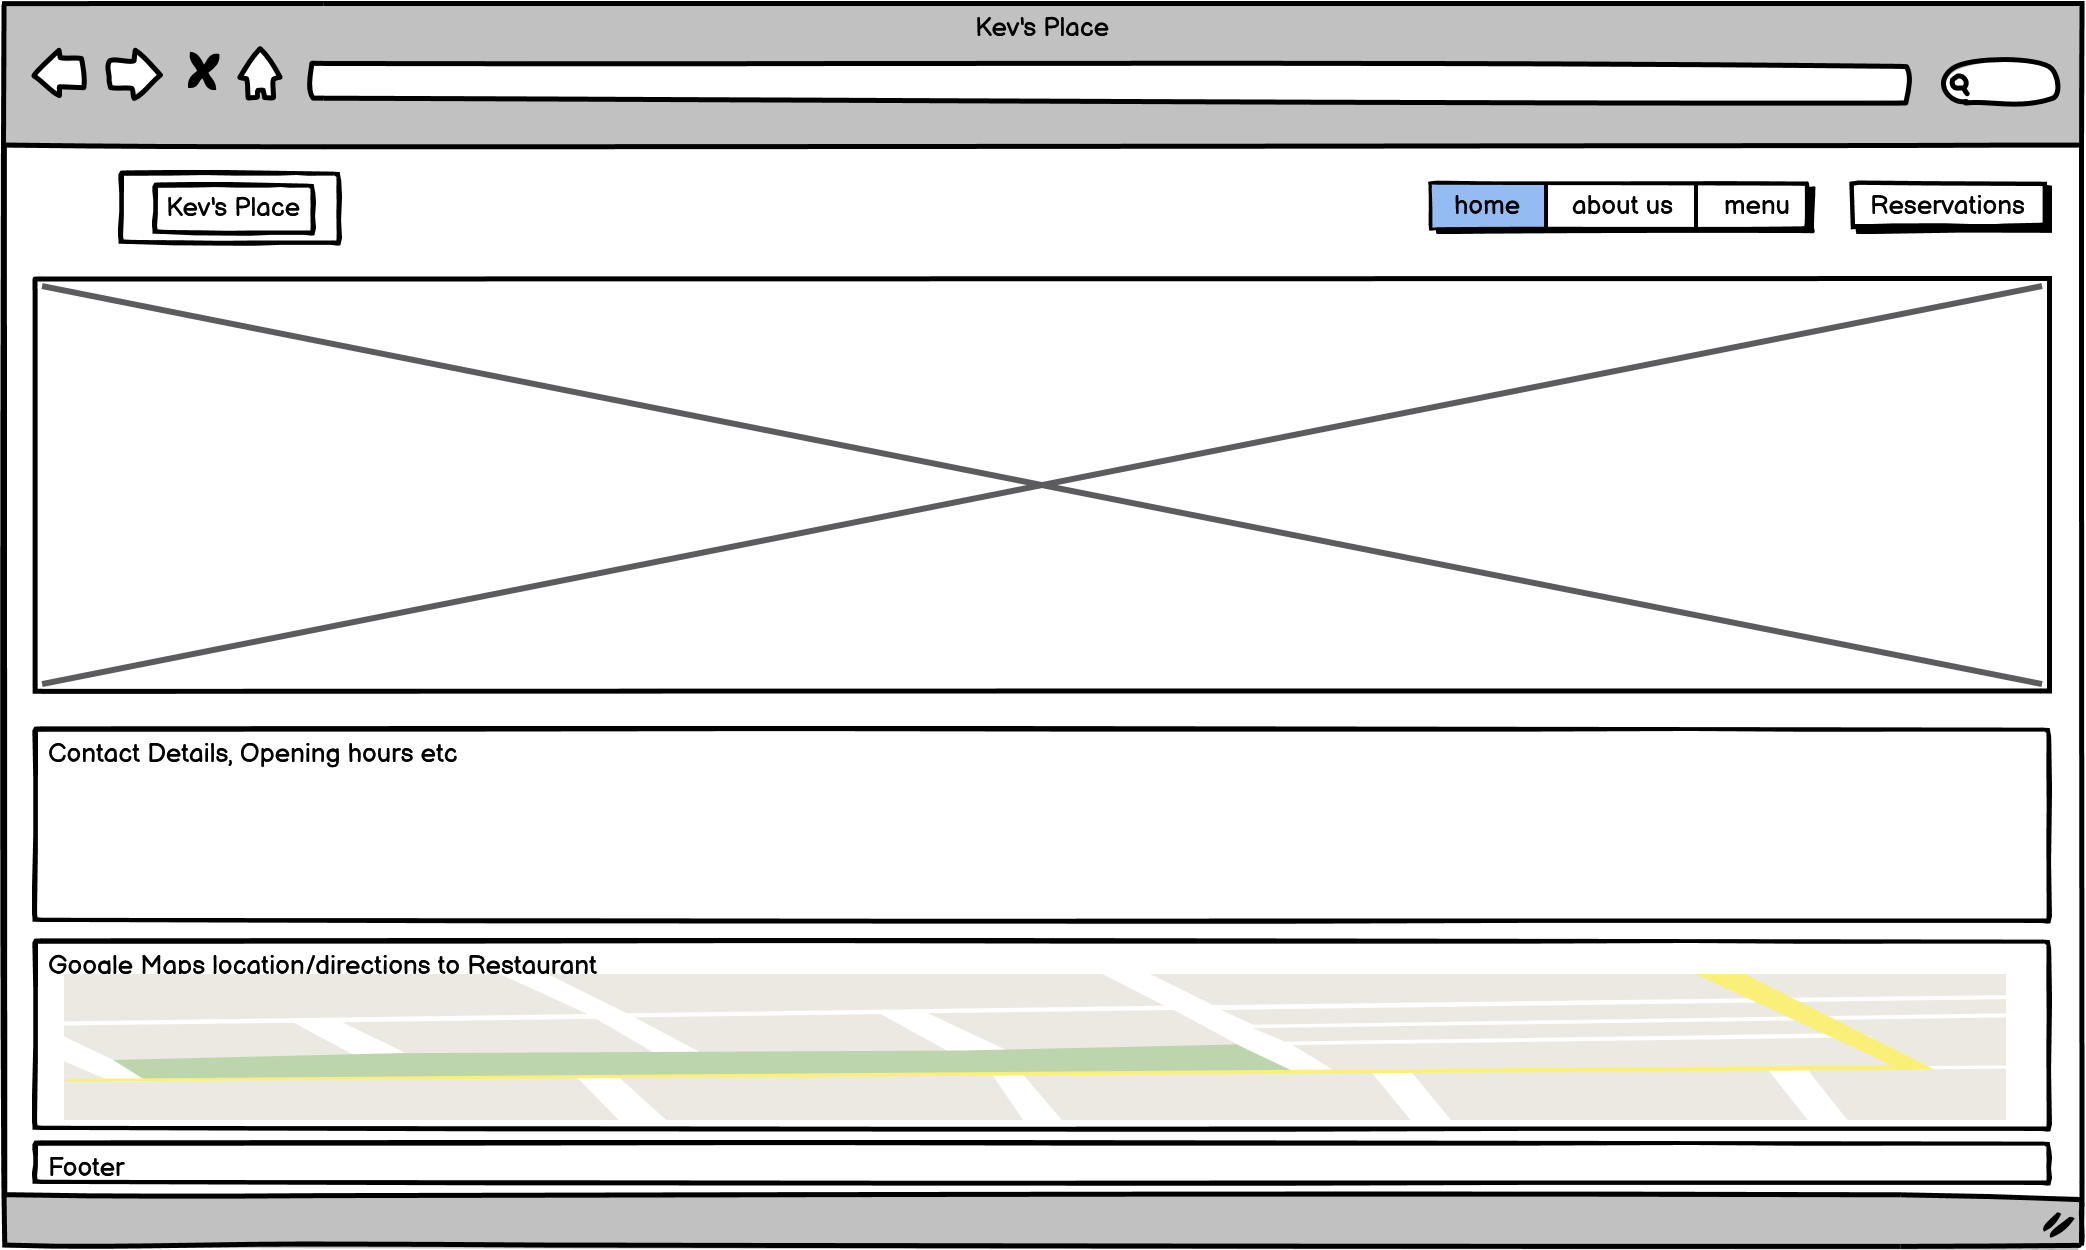 Kev's Place
Kev's Place
home about us menu Reservations
Contact Details, Opening hours etc
Google Maps location/directions to Restaurant
Footer